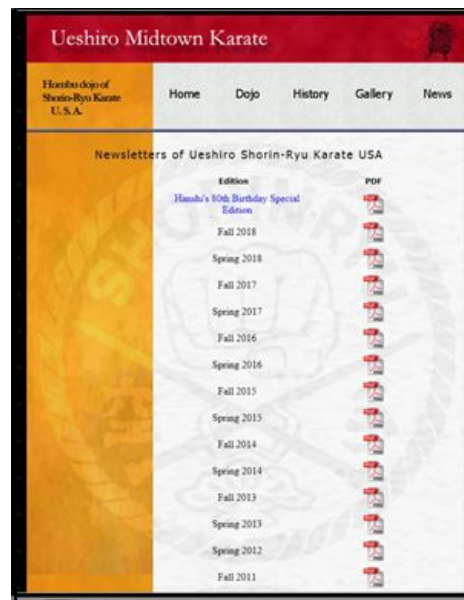 Ueshiro Midtown Karate
Hombu dojo of
Shorin-Ryu Karate
U. S. A.
Home Dojo History Gallery News
Newsletters of Ueshiro Shorin-Ryu Karate USA
Edition PDF
Hanshi's 80th Birthday Special
Edition
Fall 2018
Spring 2018
Fall 2017
Spring 2017
Fall 2016
Spring 2016
Fall 2015
Spring 2015
Fall 2014
Spring 2014
Fall 2013
Spring 2013
Spring 2012
Fall 2011